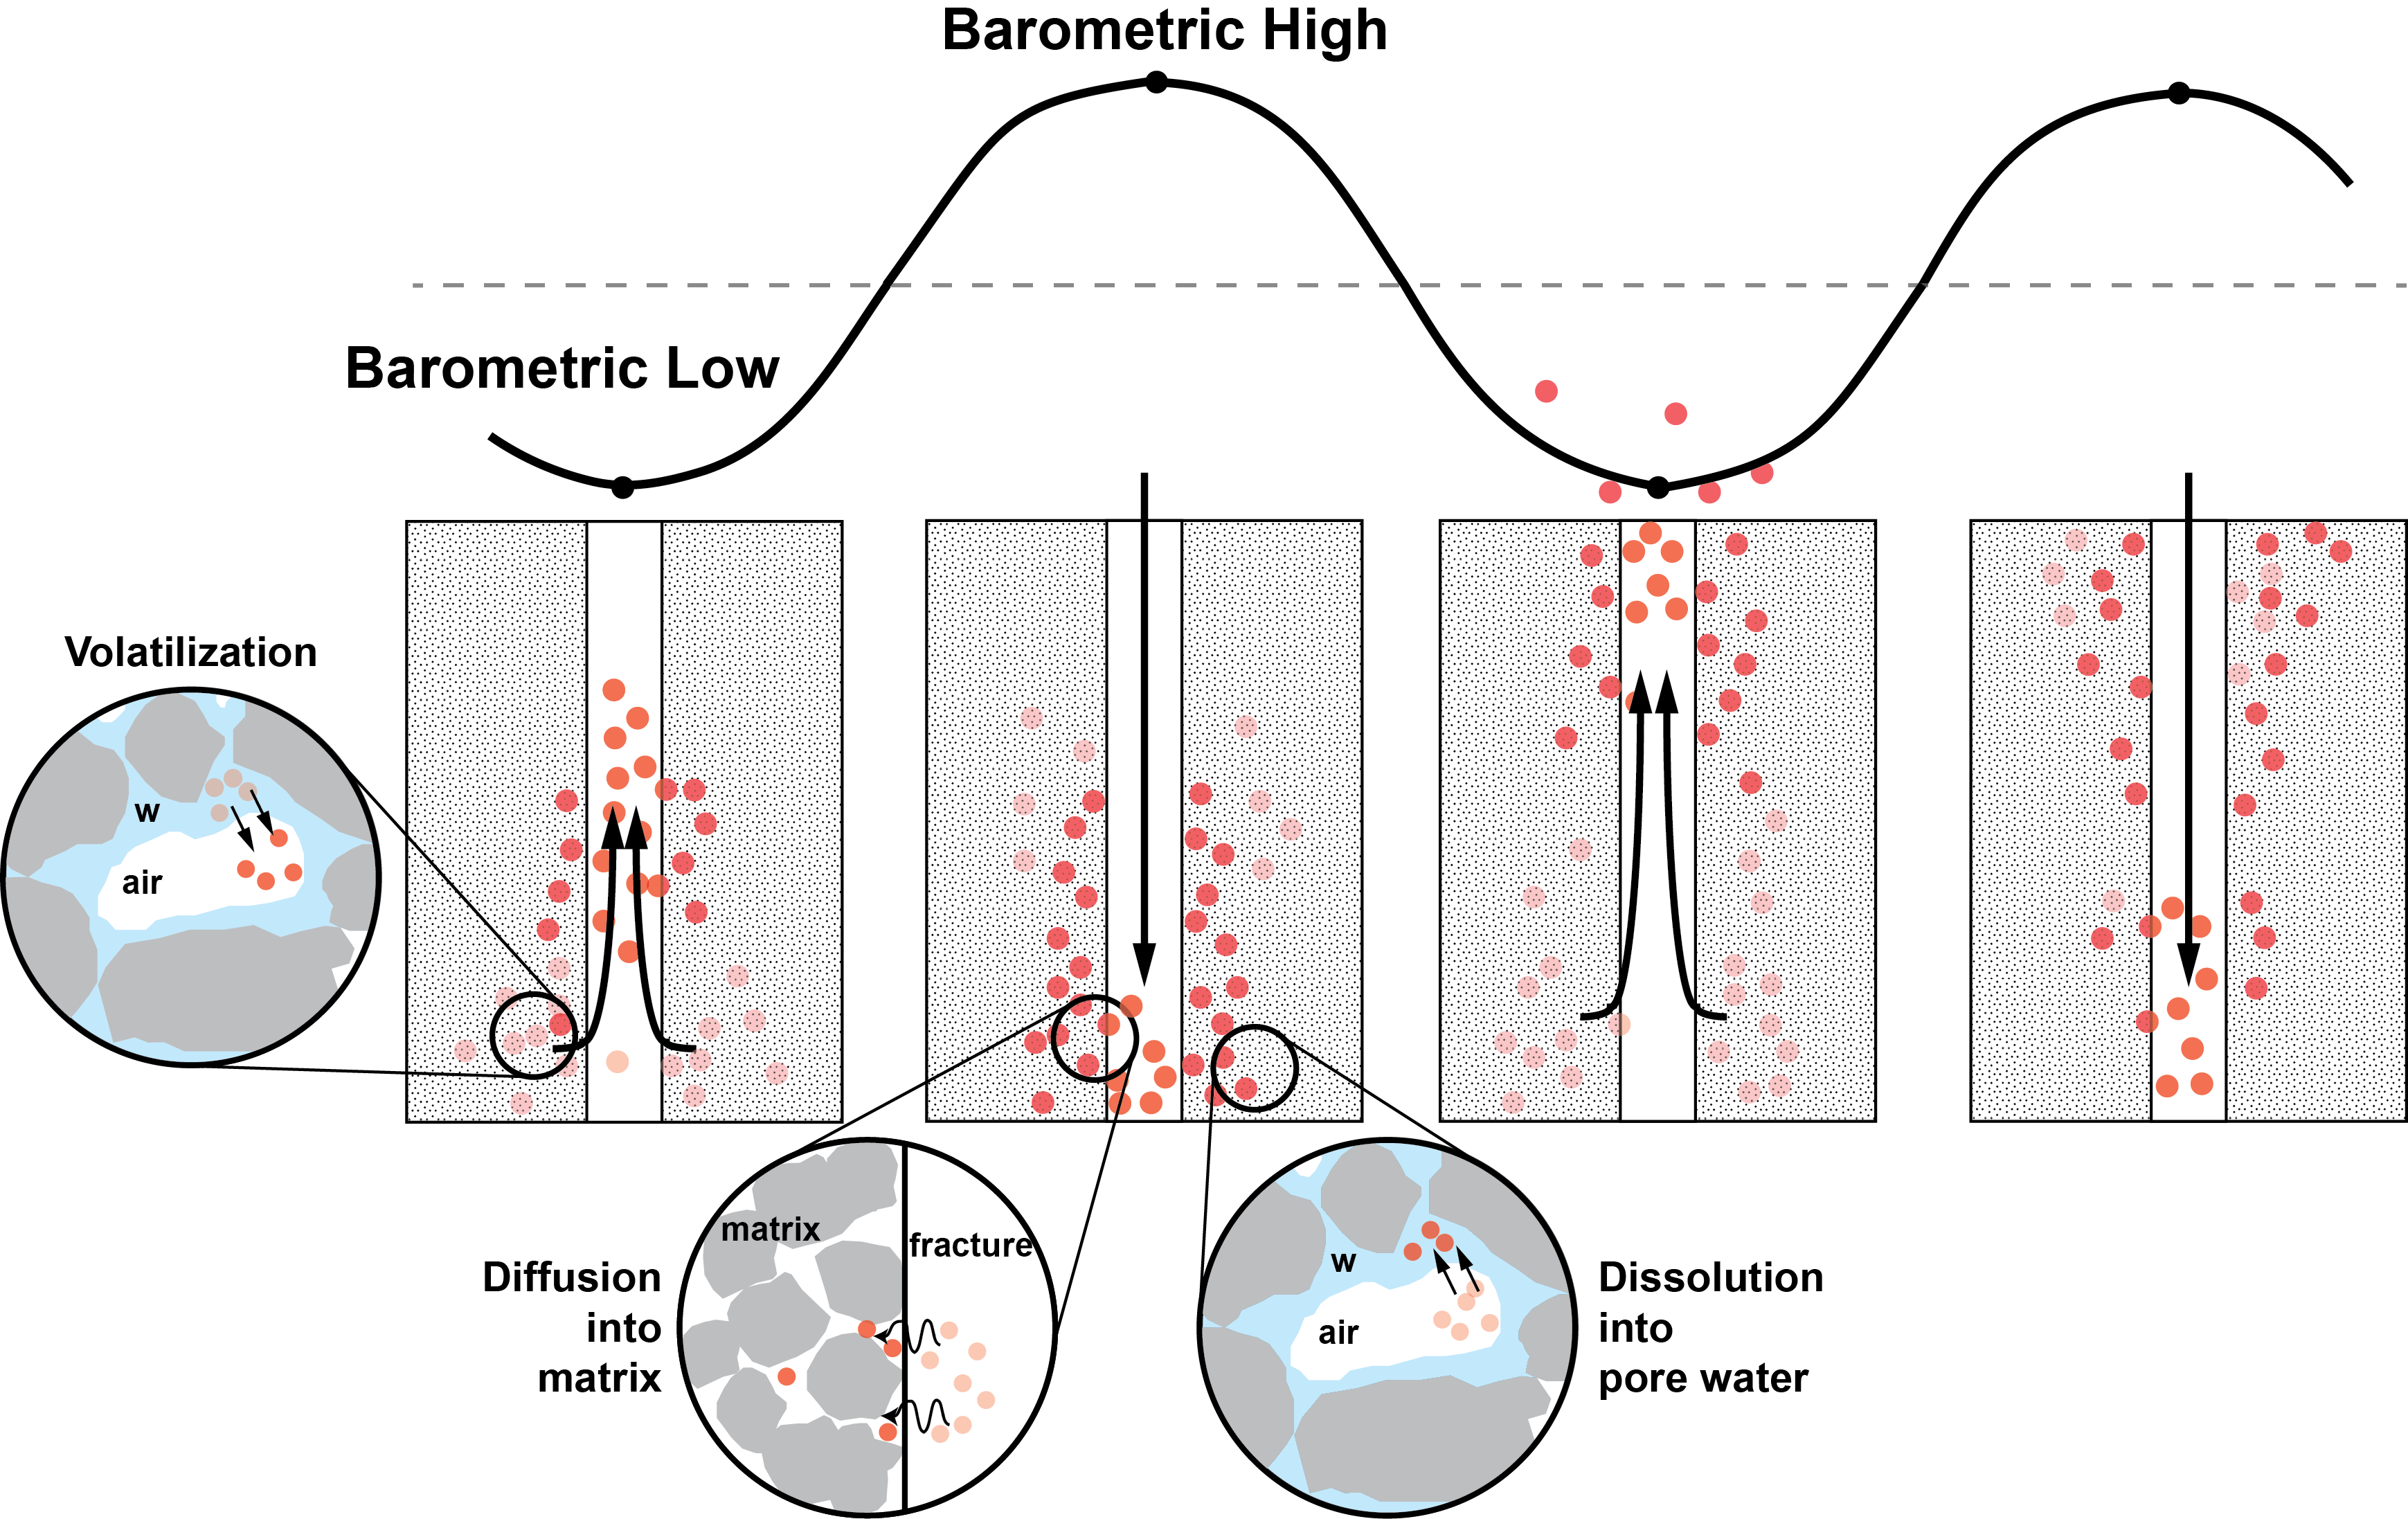 Barometric High
Barometric Low
Volatilization
w
air
matrix
fracture
Diffusion
into
matrix
w
air
Dissolution
into
pore water